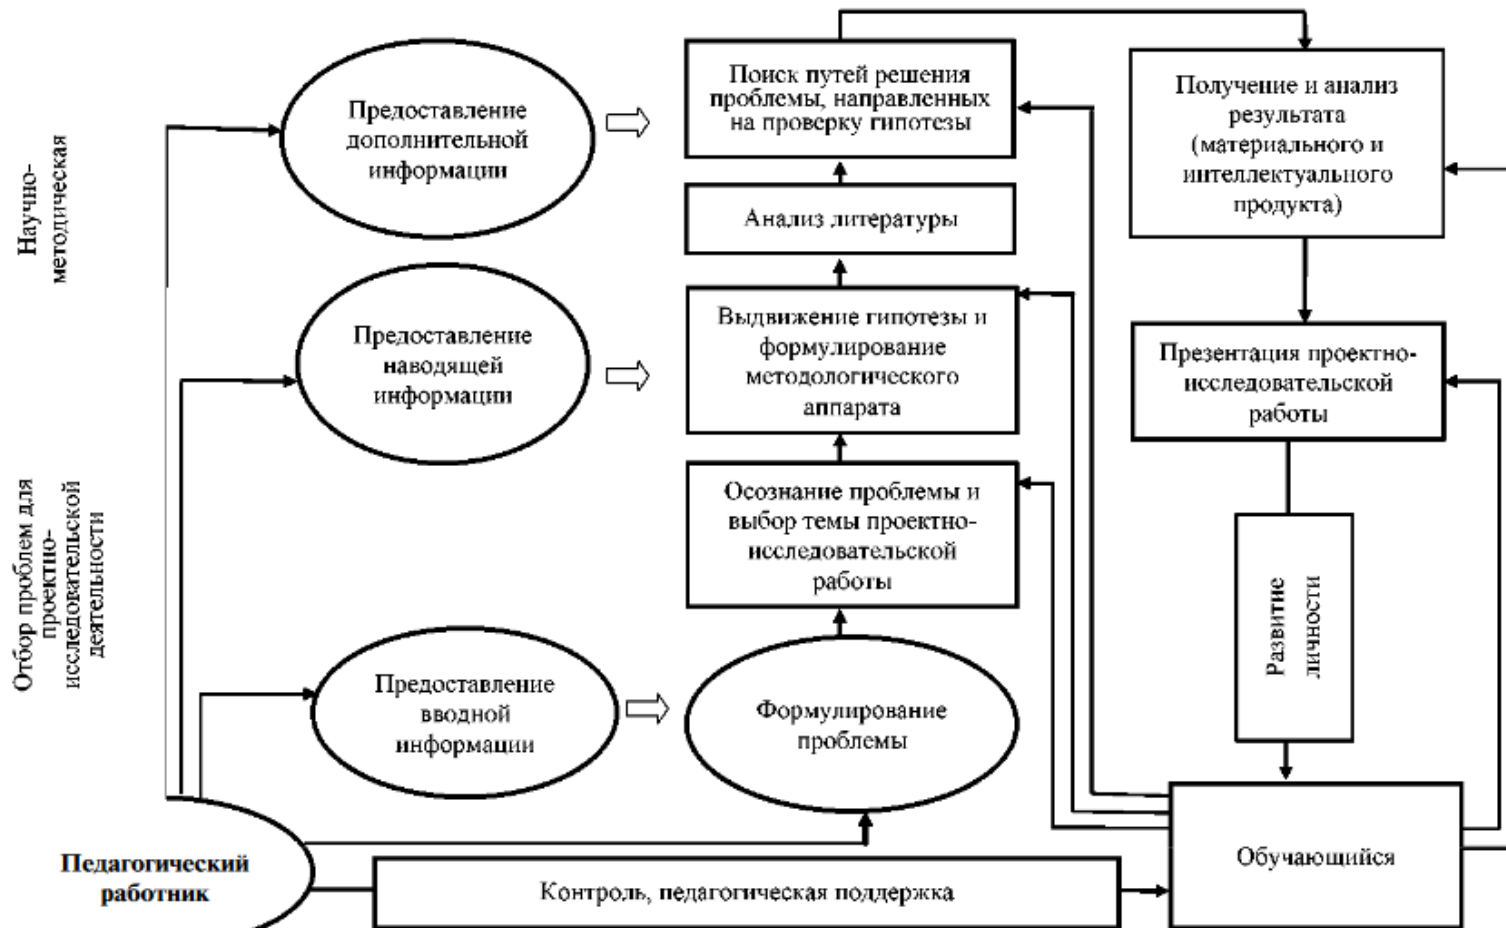 Научно-
методическая
Отбор проблем для
проектно-
исследовательской
деятельности
Предоставление
дополнительной
информации
Предоставление
наводящей
информации
Предоставление
вводной
информации
Педагогический
работник
Поиск путей решения
проблемы, направленных
на проверку гипотезы
Анализ литературы
Выдвижение гипотезы и
формулирование
методологического
аппарата
Осознание проблемы и
выбор темы проектно-
исследовательской
работы
Формулирование
проблемы
Контроль, педагогическая поддержка
Получение и анализ
результата
(материального и
интеллектуального
продукта)
Презентация проектно-
исследовательской
работы
Развитие
личности
Обучающийся